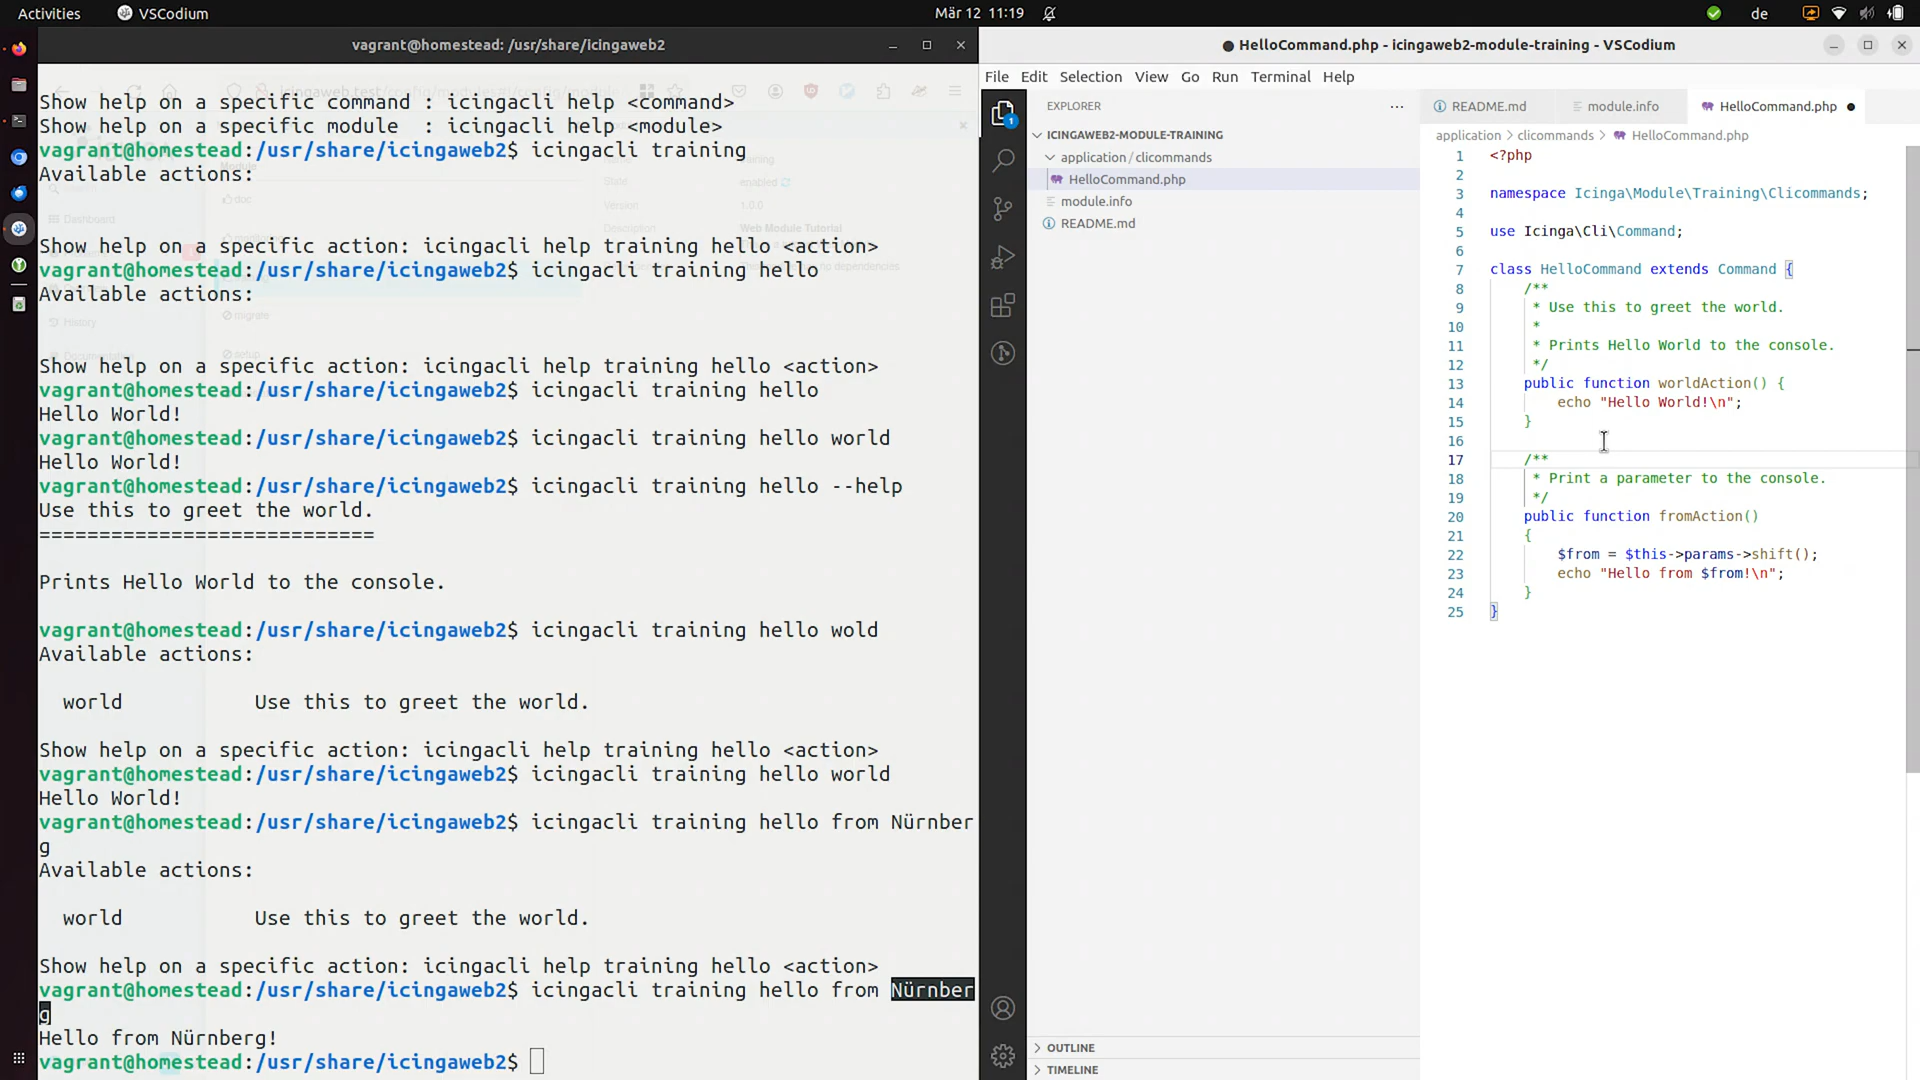 Activities
VSCodium
Mär 12 11:19
de
vagrant@homestead: /usr/share/icingaweb2
Show help on a specific command : icingacli help <command>
Show help on a specific module  : icingacli help <module>
vagrant@homestead:/usr/share/icingaweb2$ icingacli training
Available actions:
Show help on a specific action: icingacli help training hello <action>
vagrant@homestead:/usr/share/icingaweb2$ icingacli training hello
Available actions:
Show help on a specific action: icingacli help training hello <action>
vagrant@homestead:/usr/share/icingaweb2$ icingacli training hello
Hello World!
vagrant@homestead:/usr/share/icingaweb2$ icingacli training hello world
Hello World!
vagrant@homestead:/usr/share/icingaweb2$ icingacli training hello --help
Use this to greet the world.
============================
Prints Hello World to the console.
vagrant@homestead:/usr/share/icingaweb2$ icingacli training hello wold
Available actions:
world           Use this to greet the world.
Show help on a specific action: icingacli help training hello <action>
vagrant@homestead:/usr/share/icingaweb2$ icingacli training hello world
Hello World!
vagrant@homestead:/usr/share/icingaweb2$ icingacli training hello from Nürnber
g
Available actions:
world           Use this to greet the world.
Show help on a specific action: icingacli help training hello <action>
vagrant@homestead:/usr/share/icingaweb2$ icingacli training hello from Nürnber
g
Hello from Nürnberg!
vagrant@homestead:/usr/share/icingaweb2$
● HelloCommand.php - icingaweb2-module-training - VSCodium
File Edit Selection View Go Run Terminal Help
EXPLORER
ICINGAWEB2-MODULE-TRAINING
application / clicommands
HelloCommand.php
module.info
README.md
OUTLINE
TIMELINE
1
README.md
module.info
HelloCommand.php ●
application > clicommands > HelloCommand.php
1 <?php
2
3 namespace Icinga\Module\Training\Clicommands;
4
5 use Icinga\Cli\Command;
6
7 class HelloCommand extends Command {
8     /**
9      * Use this to greet the world.
10      *
11      * Prints Hello World to the console.
12      */
13     public function worldAction() {
14         echo "Hello World!\n";
15     }
16
17     /**
18      * Print a parameter to the console.
19      */
20     public function fromAction()
21     {
22         $from = $this->params->shift();
23         echo "Hello from $from!\n";
24     }
25 }